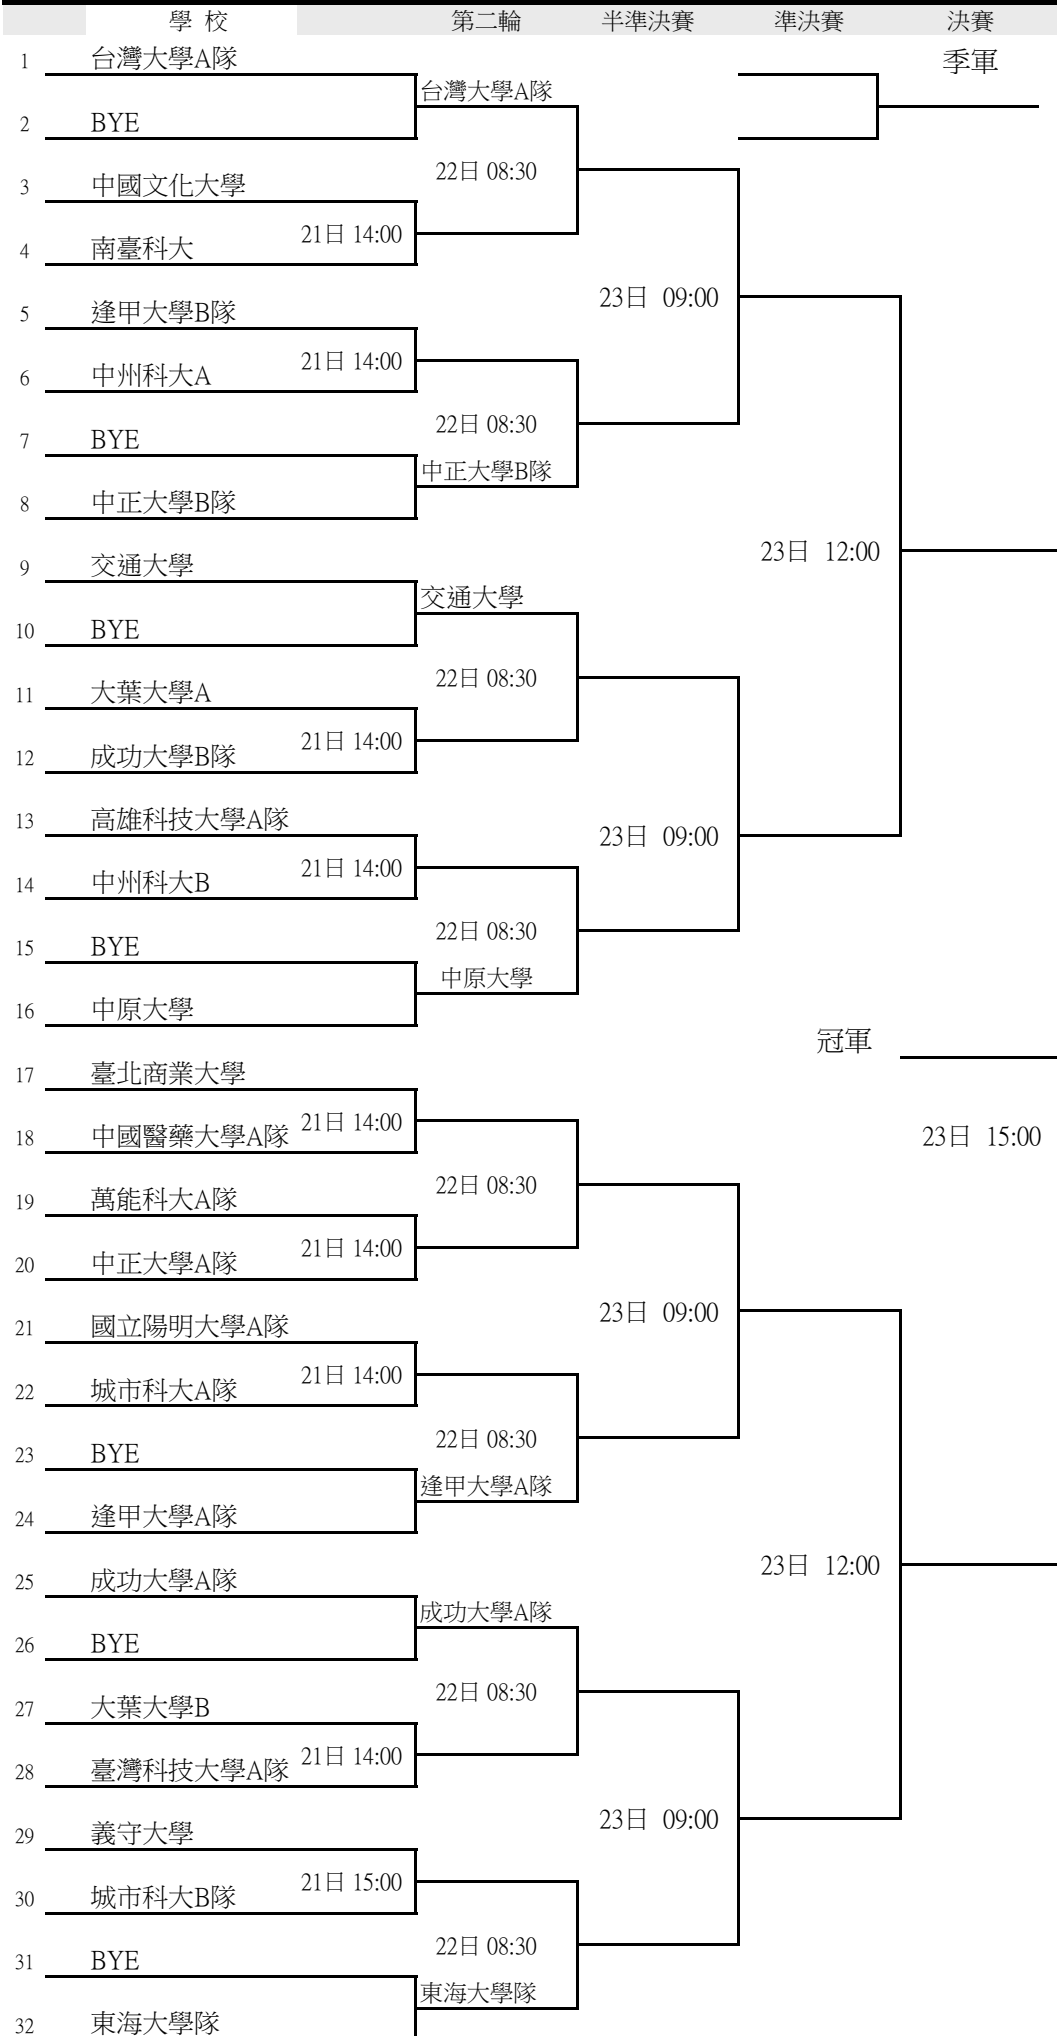 學 校 第二輪 半準決賽 準決賽 決賽
1 台灣大學A隊 季軍
台灣大學A隊
2 BYE
22日 08:30
3 中國文化大學
21日 14:00
4 南臺科大
23日 09:00
5 逢甲大學B隊
21日 14:00
6 中州科大A
22日 08:30
7 BYE
中正大學B隊
8 中正大學B隊
23日 12:00
9 交通大學
交通大學
10 BYE
22日 08:30
11 大葉大學A
21日 14:00
12 成功大學B隊
13 高雄科技大學A隊
23日 09:00
21日 14:00
14 中州科大B
22日 08:30
15 BYE
中原大學
16 中原大學
冠軍
17 臺北商業大學
21日 14:00
18 中國醫藥大學A隊 23日 15:00
22日 08:30
19 萬能科大A隊
21日 14:00
20 中正大學A隊
23日 09:00
21 國立陽明大學A隊
21日 14:00
22 城市科大A隊
22日 08:30
23 BYE
逢甲大學A隊
24 逢甲大學A隊
23日 12:00
25 成功大學A隊
成功大學A隊
26 BYE
22日 08:30
27 大葉大學B
21日 14:00
28 臺灣科技大學A隊
23日 09:00
29 義守大學
21日 15:00
30 城市科大B隊
22日 08:30
31 BYE
東海大學隊
32 東海大學隊